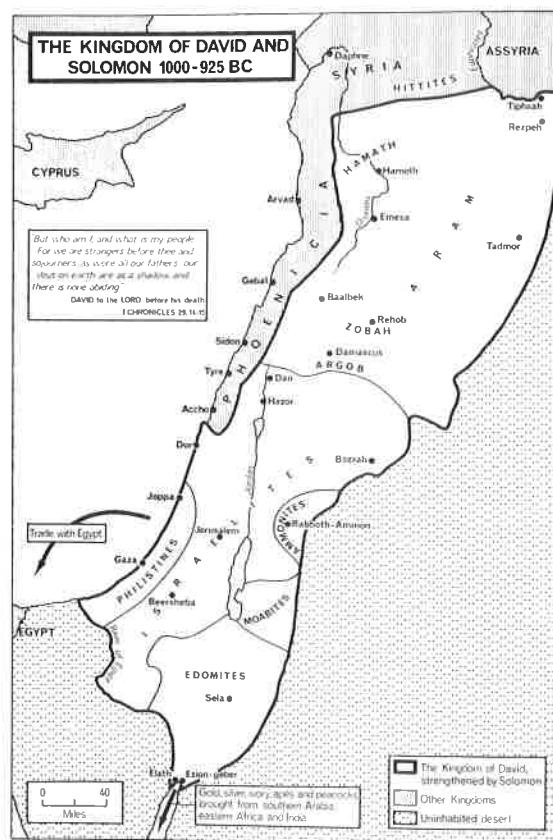 THE KINGDOM OF DAVID AND
SOLOMON 1000-925 BC
ASSYRIA
Daphne
SYRIA
HITTITES
Euphrates
Tiphsah
Rezpeh
CYPRUS
HAMATH
Hamath
Arvad
Emesa
ARAM
Tadmor
"But who am I, and what is my people
For we are strangers before thee and
sojourners, as were all our fathers: our
days on earth are as a shadow, and
there is none abiding"
DAVID to the LORD before his death
I CHRONICLES 29, 14-15
Gebal
PHOENICIA
Baalbek
Rehob
ZOBAH
Sidon
Damascus
ARGOB
Tyre
Dan
Hazor
Accho
Dor
Bozrah
Jordan
Joppa
ISRAELITES
Trade with Egypt
Rabboth-Ammon
AMMONITES
Jerusalem
Gaza
PHILISTINES
Beersheba
MOABITES
EGYPT
River of Egypt
EDOMITES
Sela
Elath
Ezion-geber
0
40
Miles
Gold, silver, ivory, apes and peacocks
brought from southern Arabia,
eastern Africa and India
The Kingdom of David,
strengthened by Solomon
Other Kingdoms
Uninhabited desert